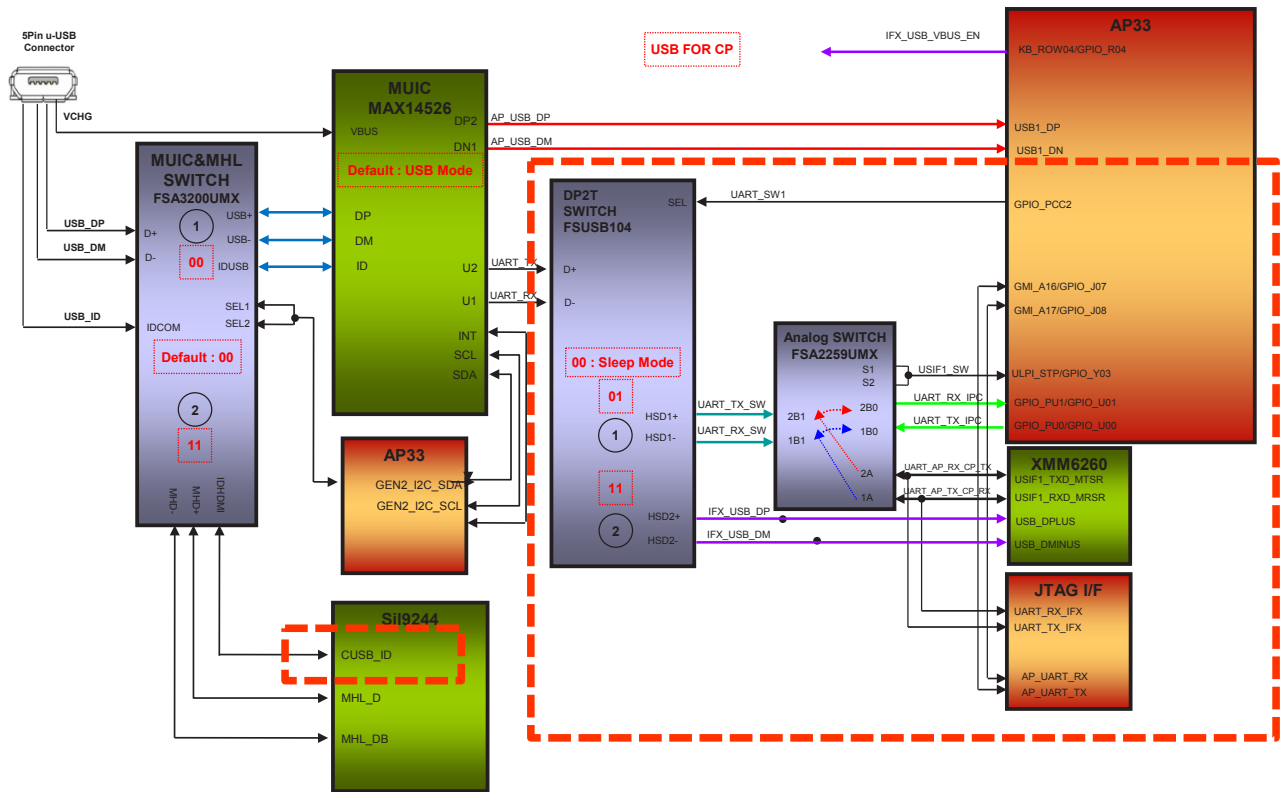 5Pin u-USB
Connector
VCHG
USB_DP
USB_DM
USB_ID
MUIC&MHL
SWITCH
FSA3200UMX
1
00
D+
D-
IDCOM
USB+
USB-
IDUSB
SEL1
SEL2
Default : 00
2
11
MHD-
MHD+
IDHDMI
MUIC
MAX14526
VBUS
DP2
DN1
Default : USB Mode
DP
DM
ID
U2
U1
INT
SCL
SDA
AP_USB_DP
AP_USB_DM
UART_TX
UART_RX
AP33
GEN2_I2C_SDA
GEN2_I2C_SCL
SiI9244
CUSB_ID
MHL_D
MHL_DB
USB FOR CP
IFX_USB_VBUS_EN
DP2T
SWITCH
FSUSB104
SEL
D+
D-
00 : Sleep Mode
01
1
HSD1+
HSD1-
11
2
HSD2+
HSD2-
UART_SW1
UART_TX_SW
UART_RX_SW
IFX_USB_DP
IFX_USB_DM
Analog SWITCH
FSA2259UMX
S1
S2
2B1
2B0
1B1
1B0
2A
1A
USIF1_SW
UART_RX_IPC
UART_TX_IPC
UART_AP_RX_CP_TX
UART_AP_TX_CP_RX
AP33
KB_ROW04/GPIO_R04
USB1_DP
USB1_DN
GPIO_PCC2
GMI_A16/GPIO_J07
GMI_A17/GPIO_J08
ULPI_STP/GPIO_Y03
GPIO_PU1/GPIO_U01
GPIO_PU0/GPIO_U00
XMM6260
USIF1_TXD_MTSR
USIF1_RXD_MRSR
USB_DPLUS
USB_DMINUS
JTAG I/F
UART_RX_IFX
UART_TX_IFX
AP_UART_RX
AP_UART_TX